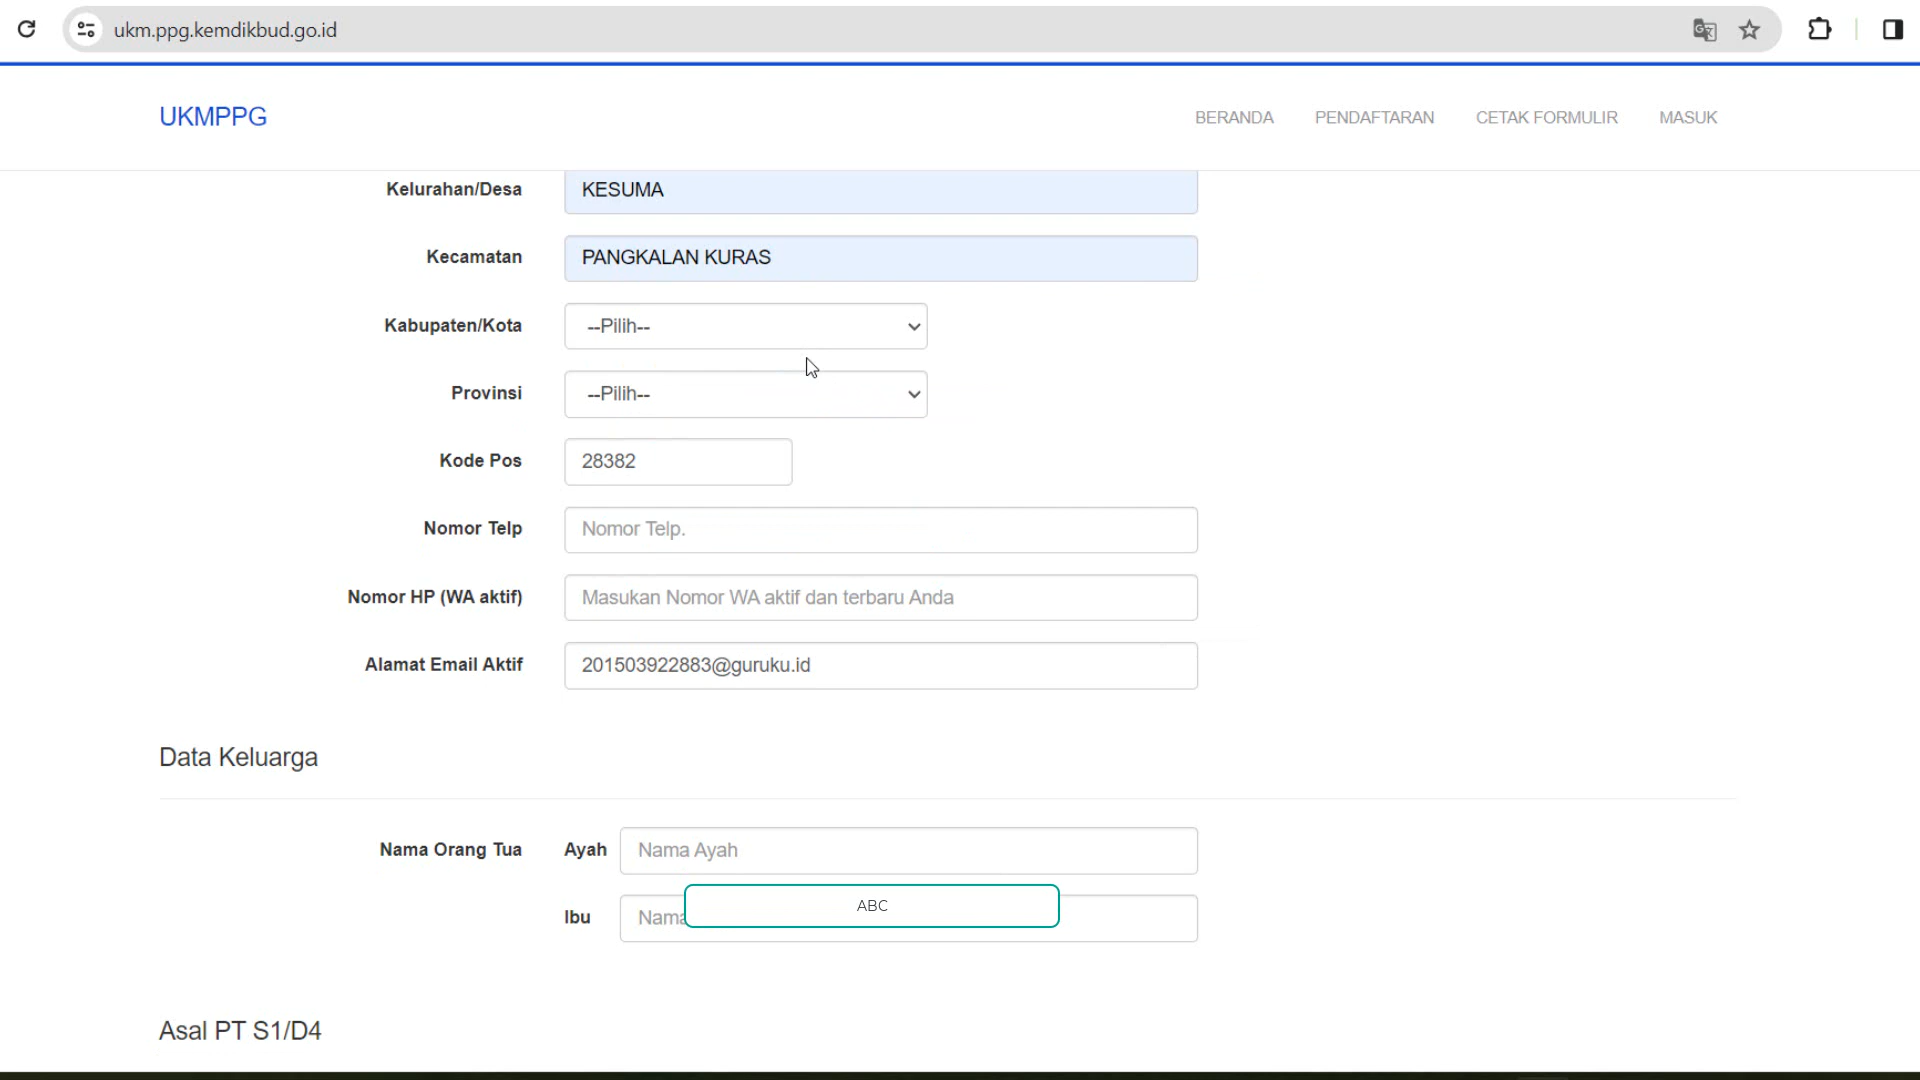 ukm.ppg.kemdikbud.go.id
UKMPPG
BERANDA
PENDAFTARAN
CETAK FORMULIR
MASUK
Kelurahan/Desa
KESUMA
Kecamatan
PANGKALAN KURAS
Kabupaten/Kota
--Pilih--
Provinsi
--Pilih--
Kode Pos
28382
Nomor Telp
Nomor Telp.
Nomor HP (WA aktif)
Masukan Nomor WA aktif dan terbaru Anda
Alamat Email Aktif
201503922883@guruku.id
Data Keluarga
Nama Orang Tua
Ayah
Nama Ayah
Ibu
Nama
ABC
Asal PT S1/D4